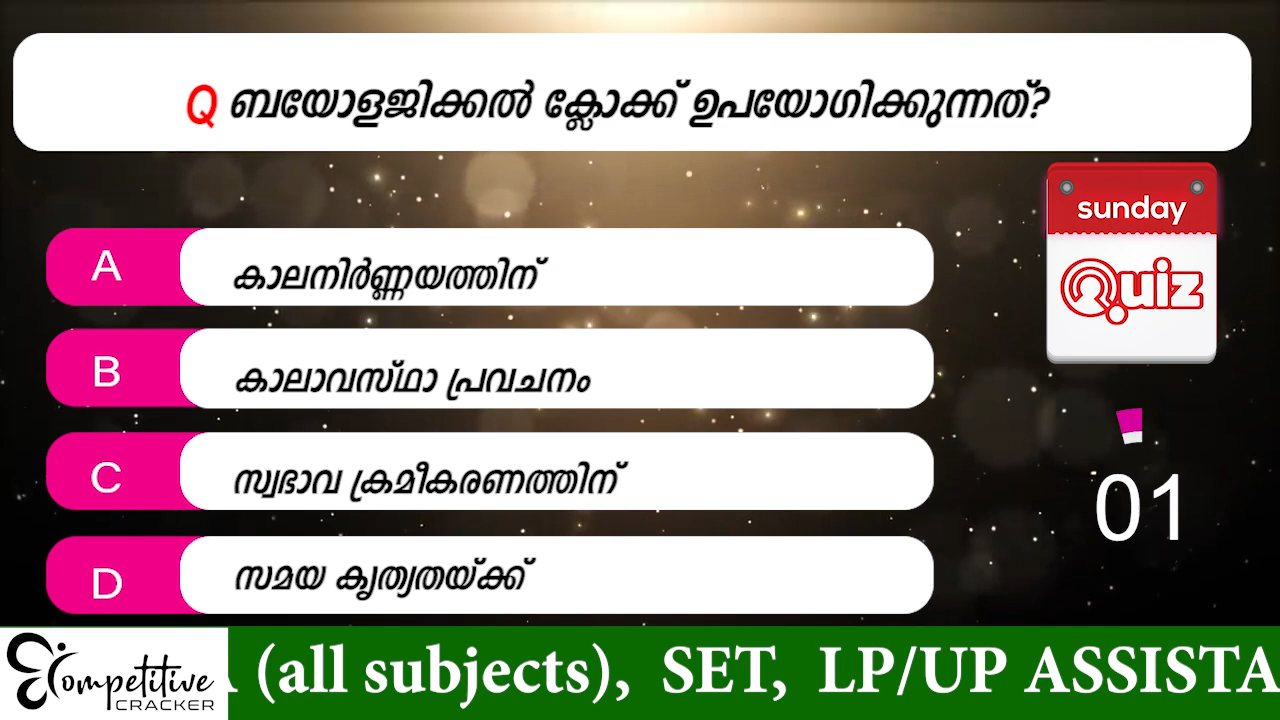 Q ബയോളജിക്കൽ ക്ലോക്ക് ഉപയോഗിക്കുന്നത്?
sunday
Quiz
A കാലനിർണ്ണയത്തിന്
B കാലാവസ്ഥാ പ്രവചനം
C സ്വഭാവ ക്രമീകരണത്തിന്
D സമയ കൃത്യതയ്ക്ക്
01
Competitive
CRACKER
A (all subjects), SET, LP/UP ASSISTA